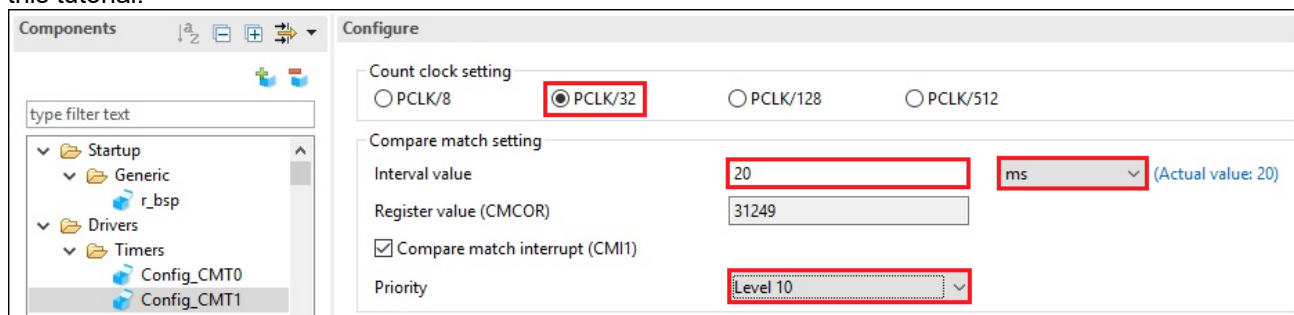 this tutorial.
Components
type filter text
Startup
Generic
r_bsp
Drivers
Timers
Config_CMT0
Config_CMT1
Configure
Count clock setting
PCLK/8 PCLK/32 PCLK/128 PCLK/512
Compare match setting
Interval value 20 ms (Actual value: 20)
Register value (CMCOR) 31249
Compare match interrupt (CMI1)
Priority Level 10